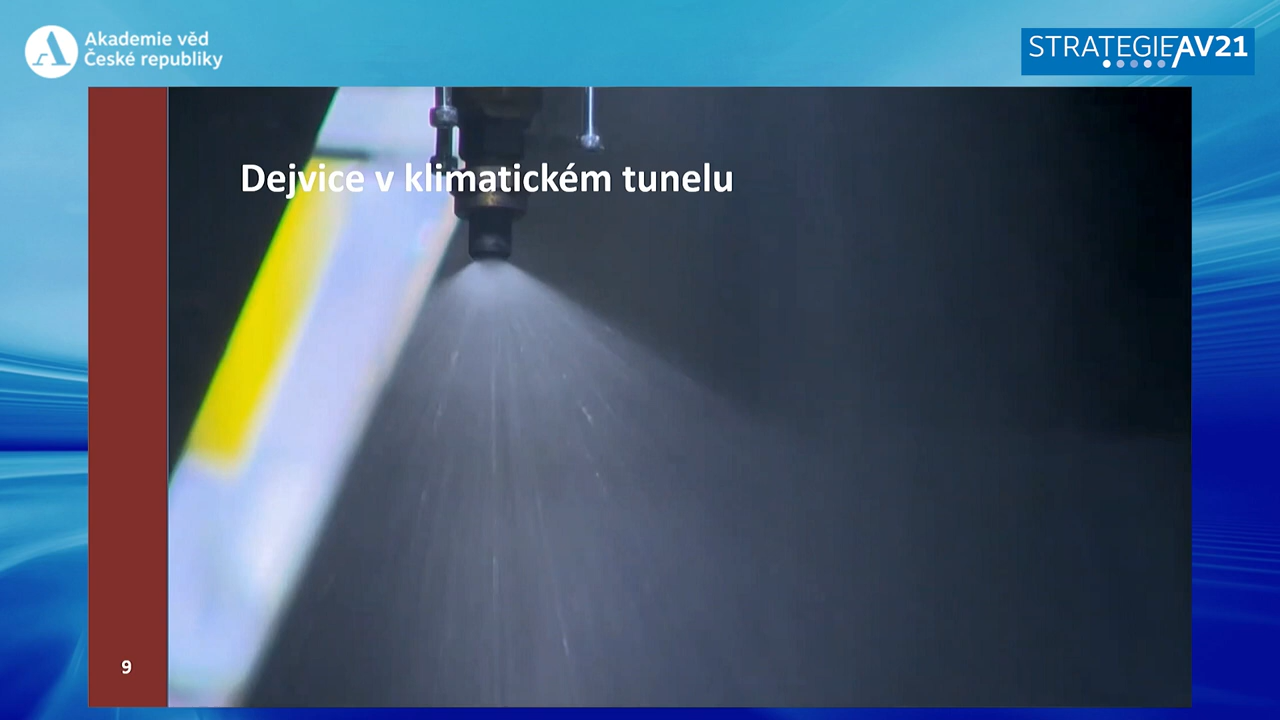 Akademie věd
České republiky
STRATEGIE AV21
Dejvice v klimatickém tunelu
9